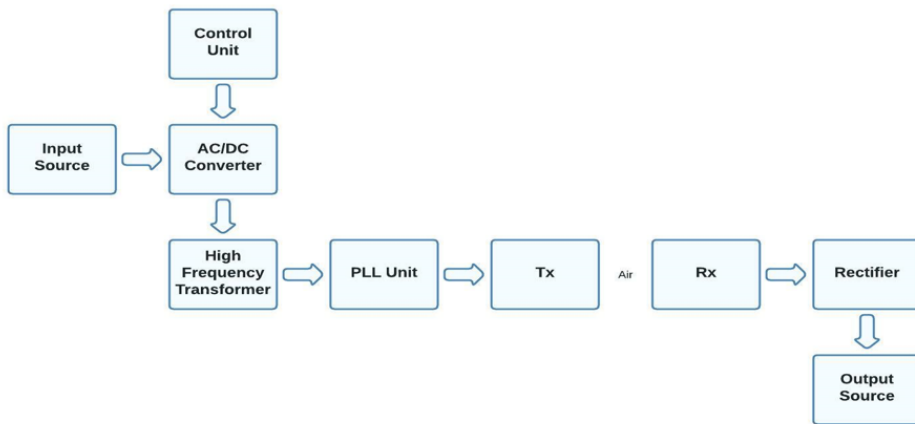 Control
Unit
Input
Source
AC/DC
Converter
High
Frequency
Transformer
PLL Unit
Tx
Air
Rx
Rectifier
Output
Source